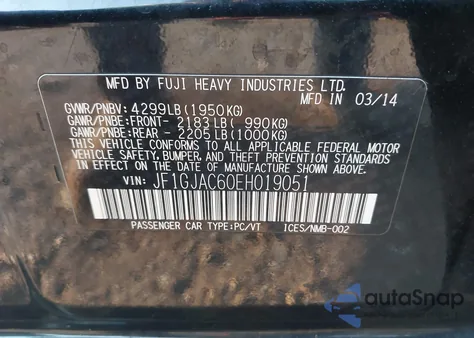 MFD BY FUJI HEAVY INDUSTRIES LTD.
GVWR/PNBV: 4299LB(1950KG) 03/14
GAWR/PNBE:FRONT- 2183LB( 990KG)
GAWR/PNBE:REAR - 2205LB(1000KG)
THIS VEHICLE CONFORMS TO ALL APPLICABLE FEDERAL MOTOR
VEHICLE SAFETY, BUMPER, AND THEFT PREVENTION STANDARDS
IN EFFECT ON THE DATE OF MANUFACTURE SHOWN ABOVE.
VIN: JF1GJAC60EH019051
PASSENGER CAR TYPE:PC/VT ICES/NMB-002
autoSnap